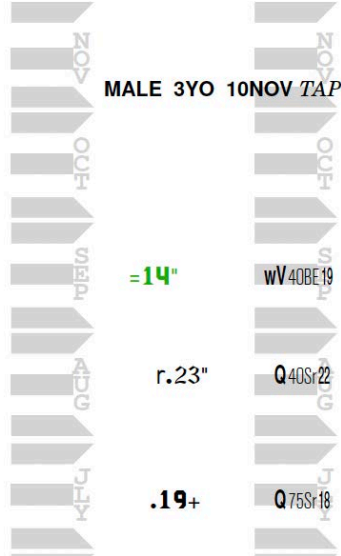 NOV NOV
MALE 3YO 10NOV TAP
OCT OCT
SEP SEP
=14" wV40BE19
AUG AUG
r.23" Q40Sr22
JLY JLY
.19+ Q75Sr18